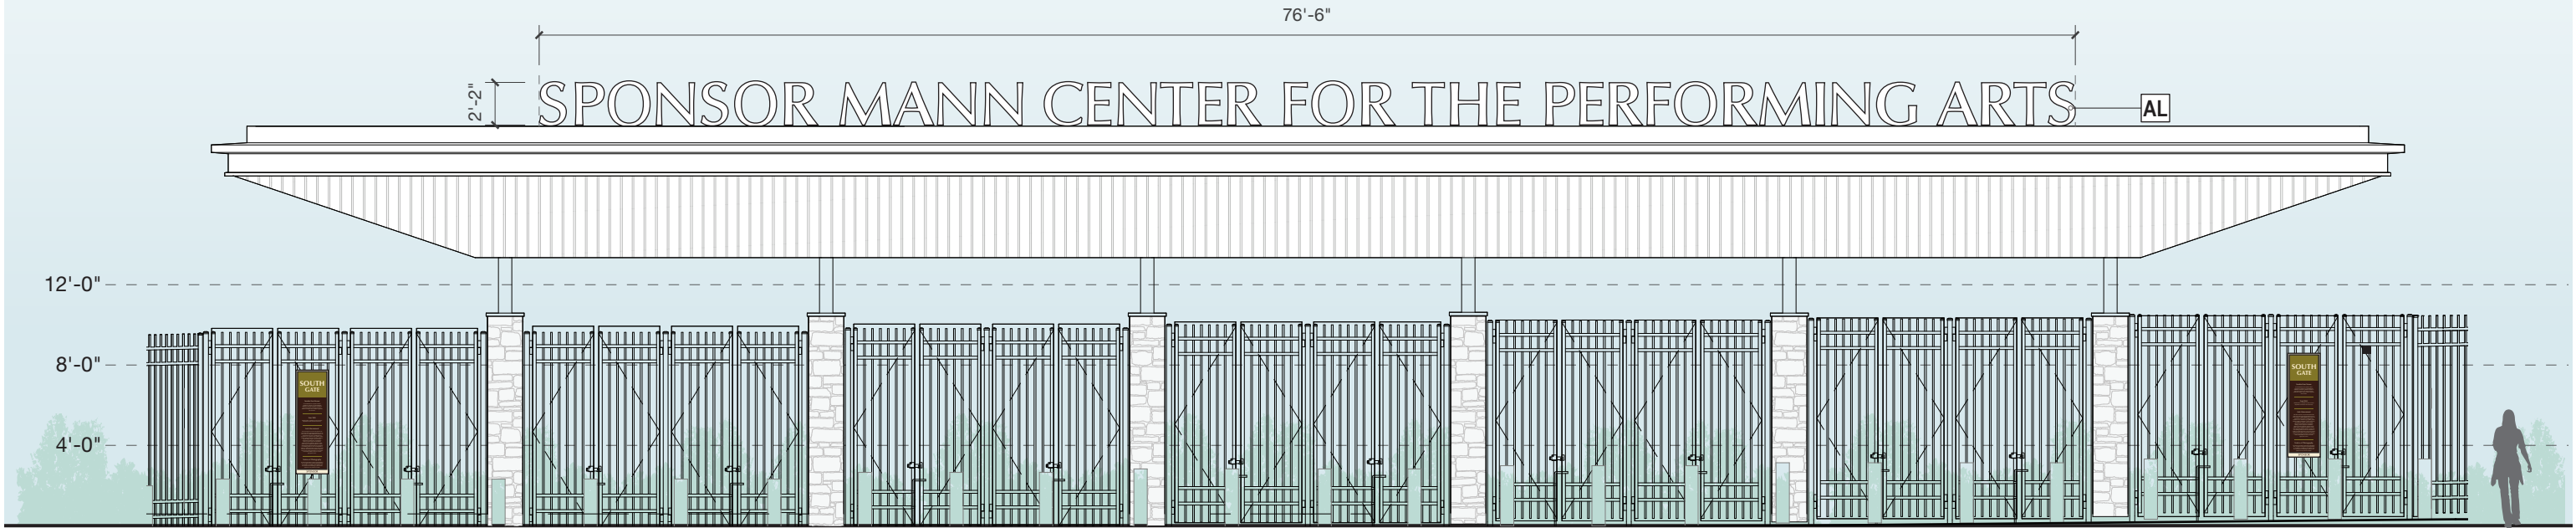 76'-6"
2'-2"
SPONSOR MANN CENTER FOR THE PERFORMING ARTS
AL
12'-0"
8'-0"
4'-0"
SOUTH
GATE
SOUTH
GATE